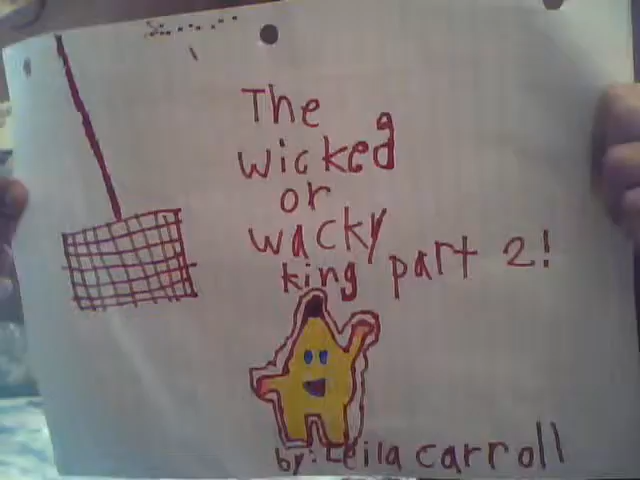 The
wicked
or
wacky
king part 2!
by: Leila carroll